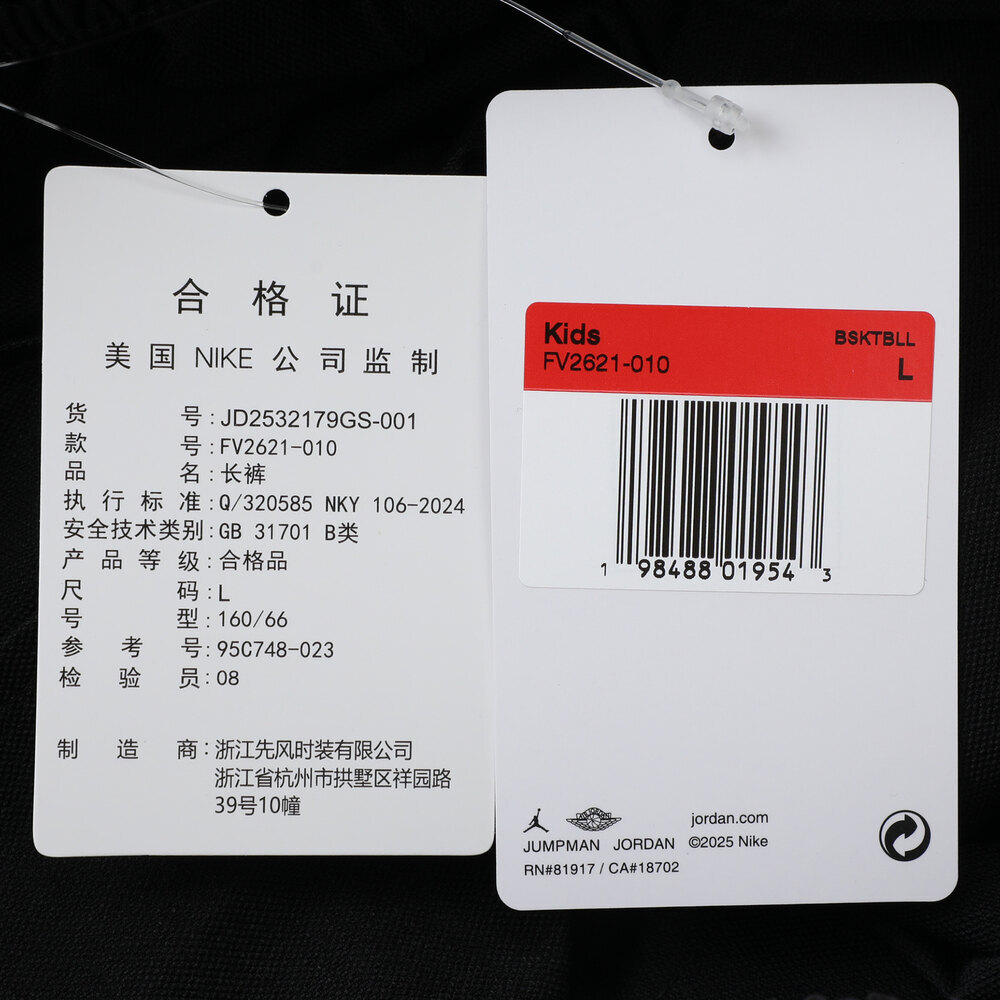 合格证
美国 NIKE 公司监制
货号:JD2532179GS-001
款号:FV2621-010
品名:长裤
执行标准:Q/320585 NKY 106-2024
安全技术类别:GB 31701 B类
产品等级:合格品
尺码:L
号型:160/66
参考号:95C748-023
检验员:08
制造商:浙江先风时装有限公司
浙江省杭州市拱墅区祥园路
39号10幢
Kids BSKTBLL
FV2621-010 L
1 98488 01954 3
AIR JORDAN
jordan.com
JUMPMAN JORDAN ©2025 Nike
RN#81917 / CA#18702